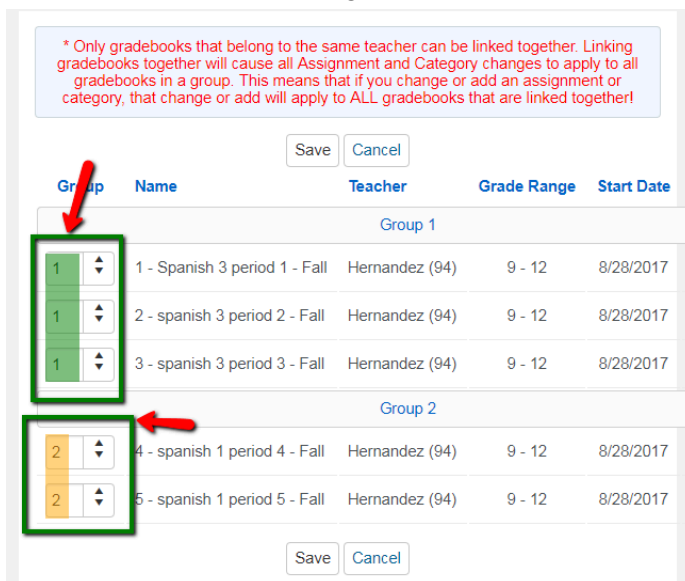 * Only gradebooks that belong to the same teacher can be linked together. Linking
gradebooks together will cause all Assignment and Category changes to apply to all
gradebooks in a group. This means that if you change or add an assignment or
category, that change or add will apply to ALL gradebooks that are linked together!
Save Cancel
Group Name Teacher Grade Range Start Date
Group 1
1 1 - Spanish 3 period 1 - Fall Hernandez (94) 9 - 12 8/28/2017
1 2 - spanish 3 period 2 - Fall Hernandez (94) 9 - 12 8/28/2017
1 3 - spanish 3 period 3 - Fall Hernandez (94) 9 - 12 8/28/2017
Group 2
2 4 - spanish 1 period 4 - Fall Hernandez (94) 9 - 12 8/28/2017
2 5 - spanish 1 period 5 - Fall Hernandez (94) 9 - 12 8/28/2017
Save Cancel